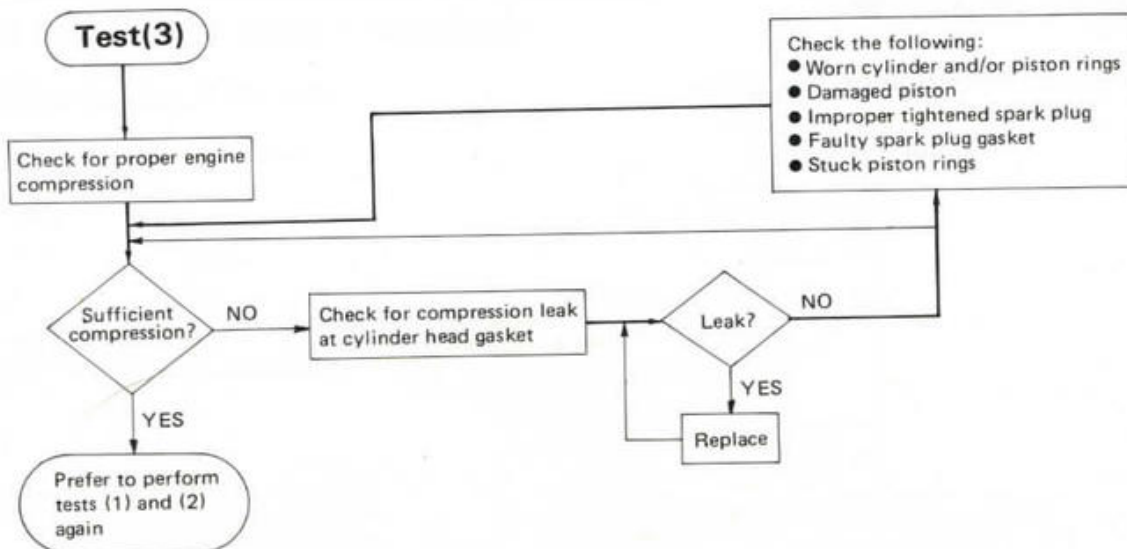 Test(3)
Check for proper engine
compression
Sufficient
compression?
NO
YES
Prefer to perform
tests (1) and (2)
again
Check for compression leak
at cylinder head gasket
Leak?
NO
YES
Replace
Check the following:
● Worn cylinder and/or piston rings
● Damaged piston
● Improper tightened spark plug
● Faulty spark plug gasket
● Stuck piston rings